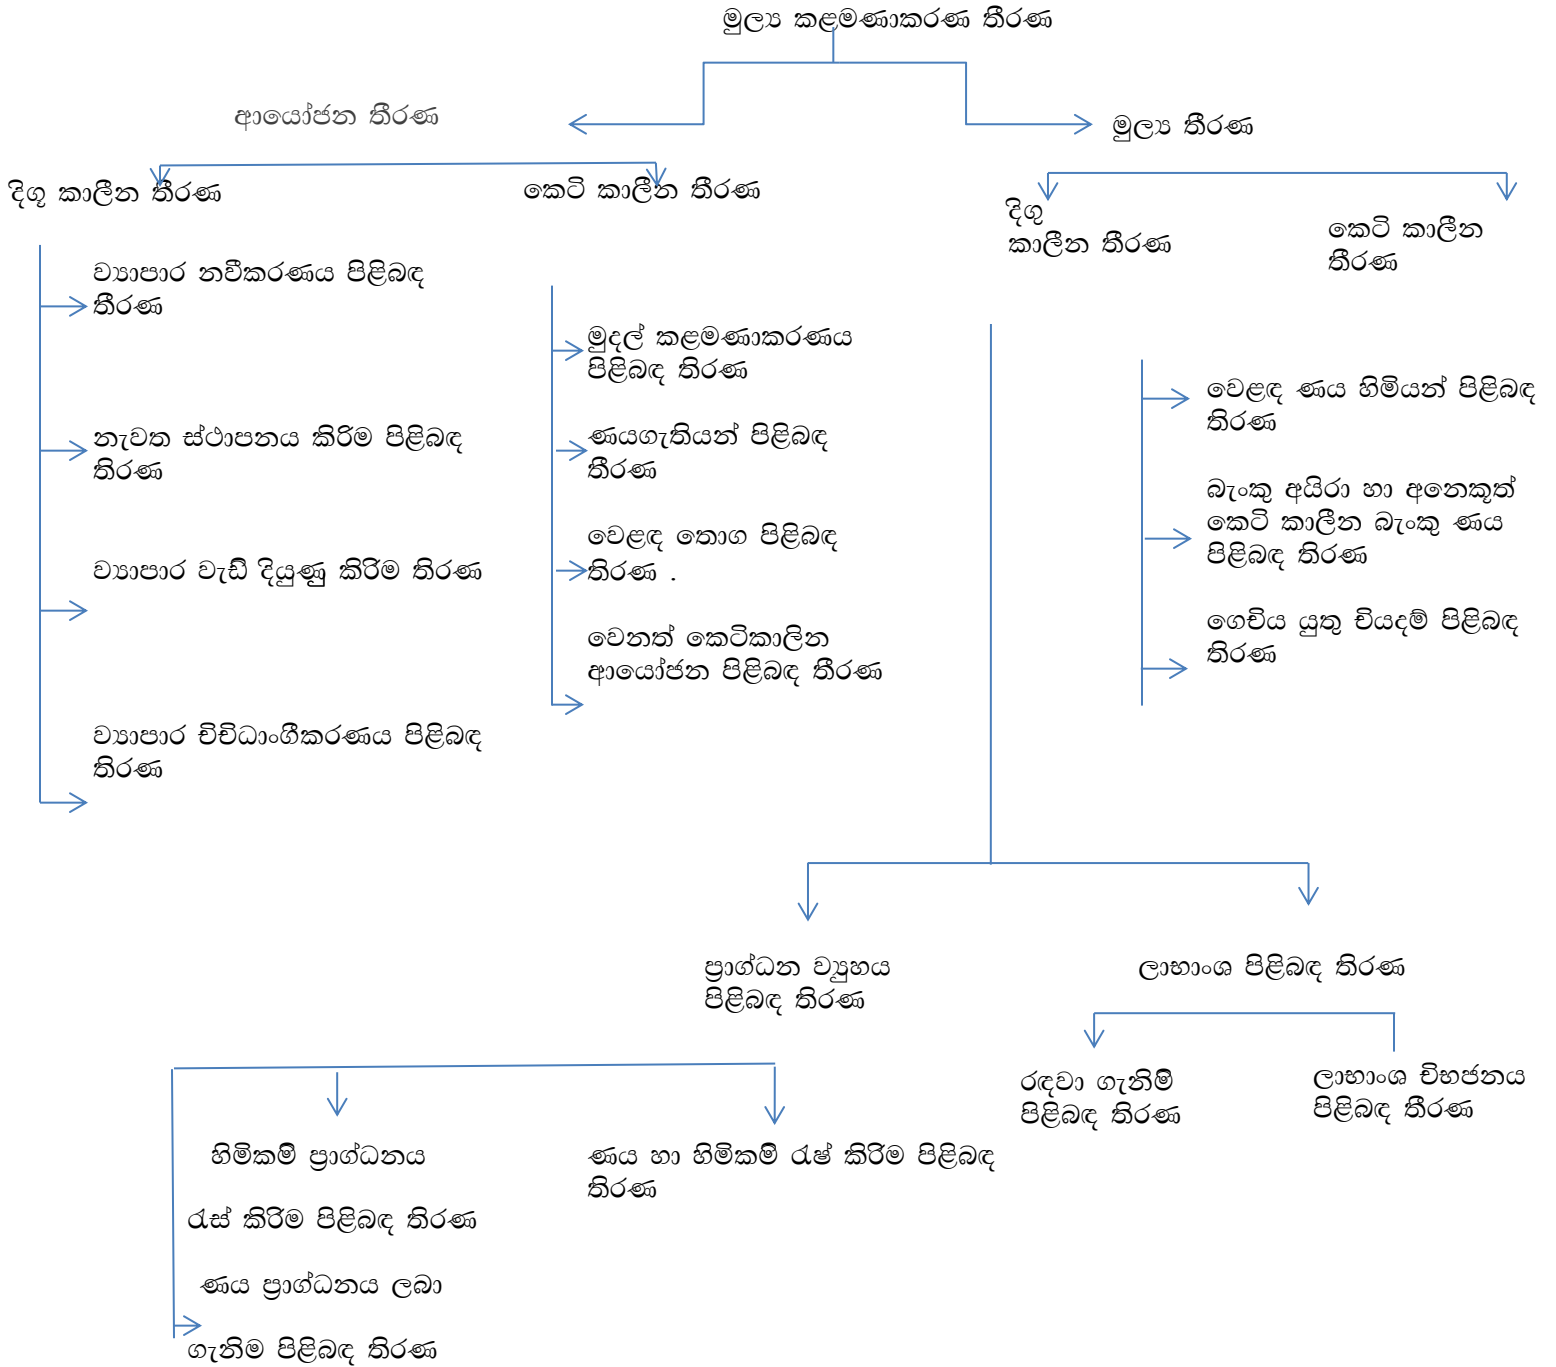 මුල්‍ය කළමණාකරණ තීරණ
ආයෝජන තීරණ
මුල්‍ය තීරණ
දිගූ කාලීන තීරණ
කෙටි කාලීන තීරණ
දිගු
කාලීන තීරණ
කෙටි කාලීන
තීරණ
ව්‍යාපාර නවීකරණය පිළිබඳ
තීරණ
නැවත ස්ථාපනය කිරිම පිළිබඳ
තිරණ
ව්‍යාපාර වැඩි දියුණු කිරිම තිරණ
ව්‍යාපාර විවිධාංගීකරණය පිළිබඳ
තිරණ
මුදල් කළමණාකරණය
පිළිබඳ තිරණ
ණයගැතියන් පිළිබඳ
තීරණ
වෙළඳ තොග පිළිබඳ
තිරණ .
වෙනත් කෙටිකාලින
ආයෝජන පිළිබඳ තීරණ
වෙළඳ ණය හිමියන් පිළිබඳ
තිරණ
බැංකු අයිරා හා අනෙකූත්
කෙටි කාලීන බැංකු ණය
පිළිබඳ තිරණ
ගෙවිය යුතු වියදම් පිළිබඳ
තිරණ
ප්‍රාග්ධන ව්‍යුහය
පිළිබඳ තිරණ
ලාභාංශ පිළිබඳ තිරණ
රඳවා ගැනිම්
පිළිබඳ තිරණ
ලාභාංශ විභජනය
පිළිබඳ තීරණ
හිමිකම් ප්‍රාග්ධනය
රැස් කිරිම පිළිබඳ තිරණ
ණය ප්‍රාග්ධනය ලබා
ගැනිම පිළිබඳ තිරණ
ණය හා හිමිකම් රැෂ් කිරිම පිළිබඳ
තිරණ